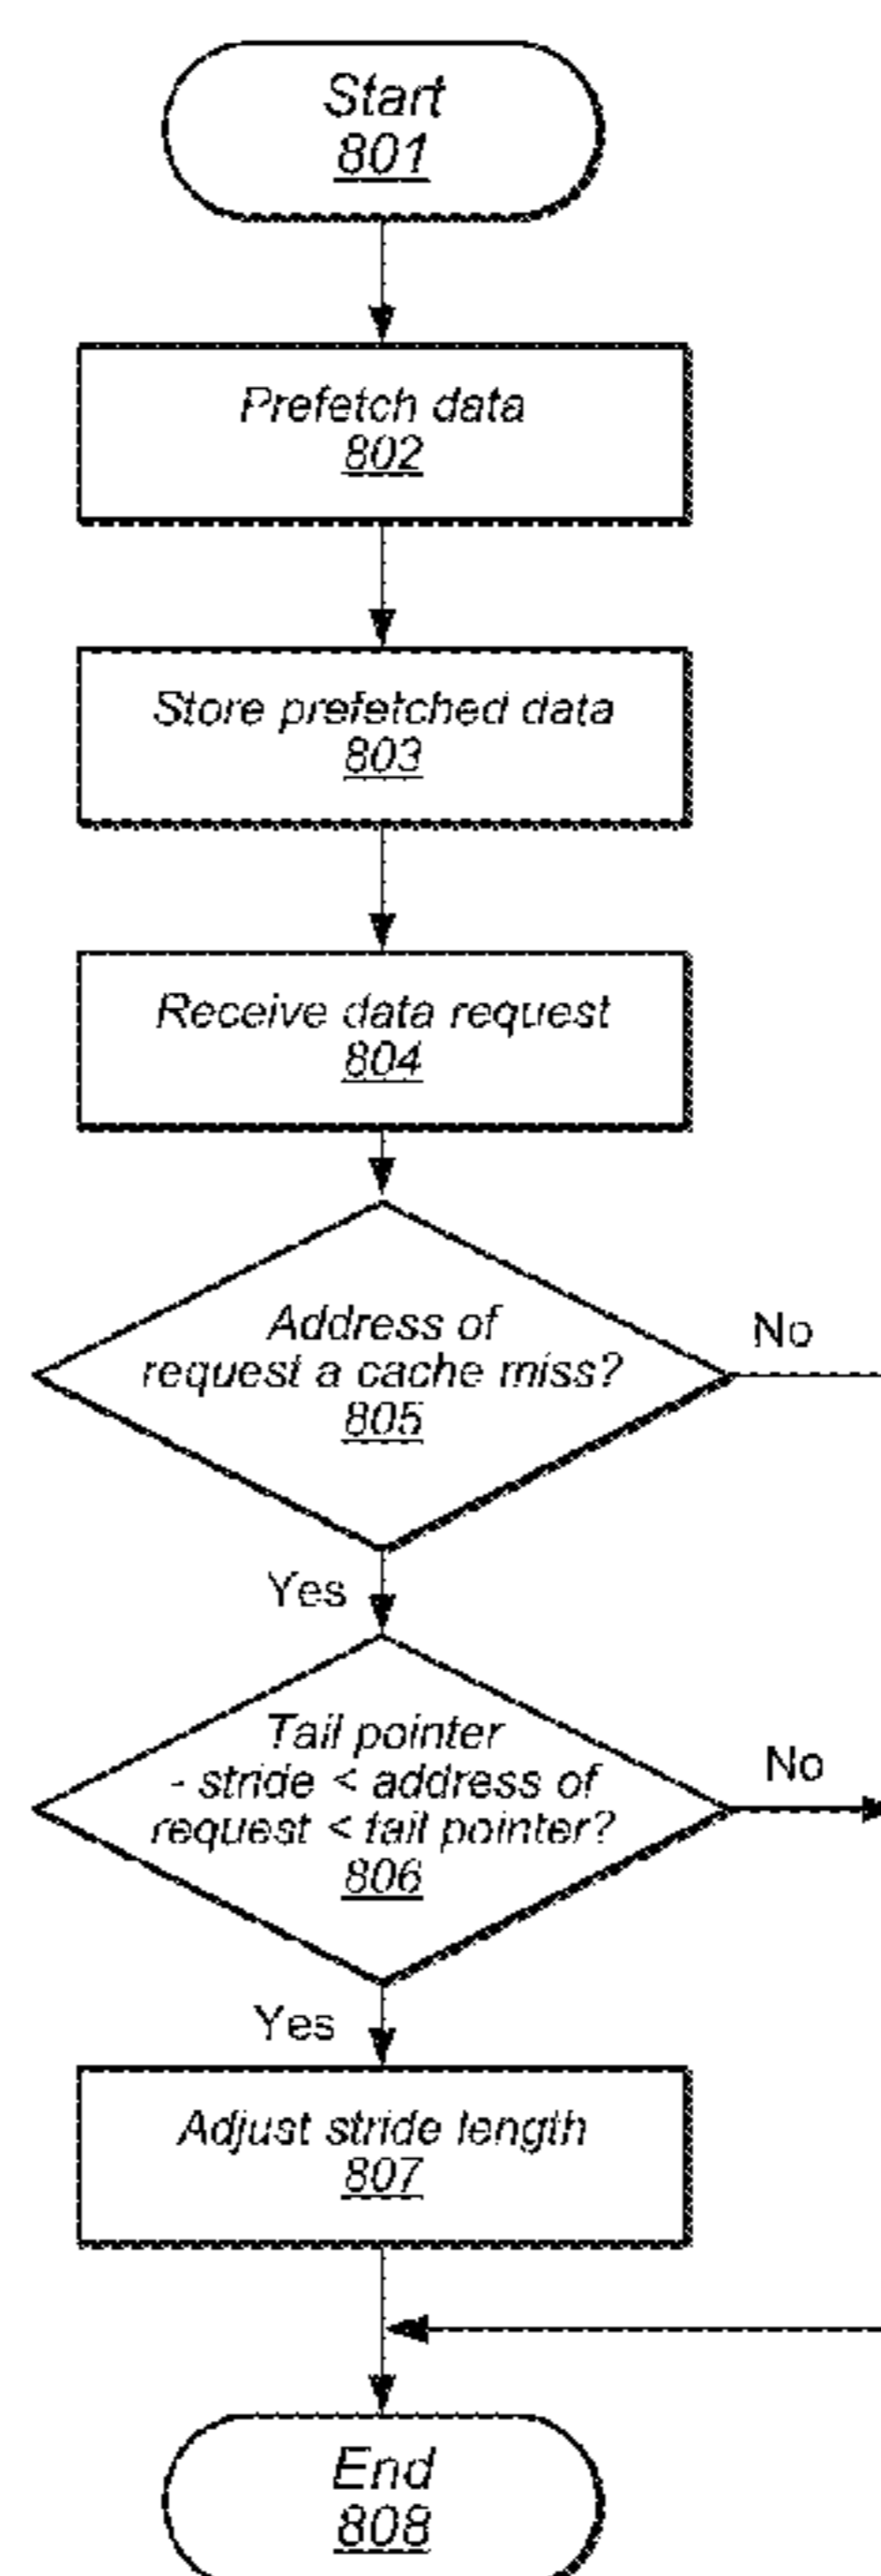 Start
801
Prefetch data
802
Store prefetched data
803
Receive data request
804
Address of
request a cache miss?
805
No
Yes
Tail pointer
- stride < address of
request < tail pointer?
806
No
Yes
Adjust stride length
807
End
808